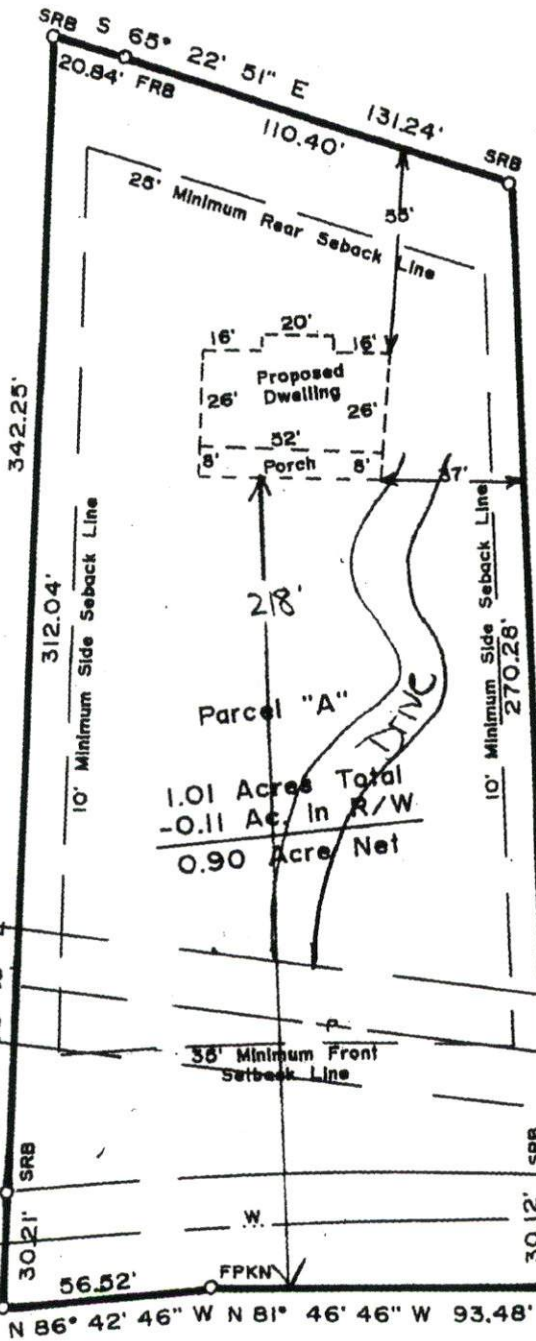 SRB S 65° 22' 51" E
20.84' FRB
131.24'
110.40'
SRB
25' Minimum Rear Seback Line
55'
16' 20' 16'
Proposed
Dwelling
26' 26'
52'
8' Porch 8'
37'
342.25'
312.04'
10' Minimum Side Seback Line
218'
Parcel "A"
Drive
1.01 Acres Total
-0.11 Ac. In R/W
0.90 Acre Net
10' Minimum Side Seback Line
270.28'
P
35' Minimum Front
Setback Line
SRB
30.21'
SRB
30.12'
W
56.52'
FPKN
N 86° 42' 46" W N 81° 46' 46" W 93.48'